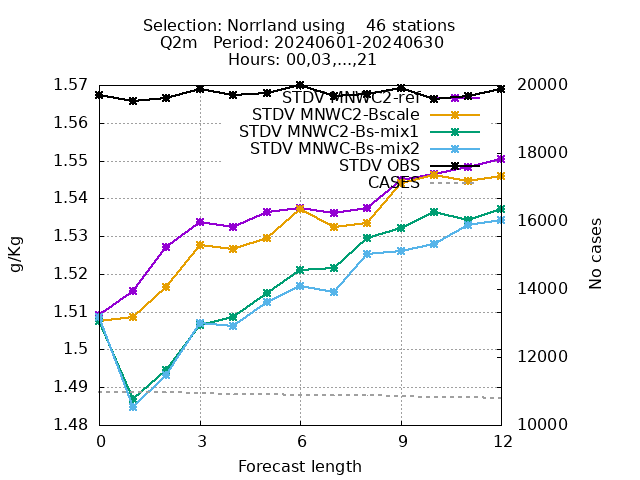 Selection: Norrland using    46 stations
Q2m   Period: 20240601-20240630
Hours: 00,03,...,21
1.57
1.56
1.55
1.54
1.53
1.52
1.51
1.5
1.49
1.48
g/Kg
STDV MNWC2-ref
STDV MNWC2-Bscale
STDV MNWC2-Bs-mix1
STDV MNWC-Bs-mix2
STDV OBS
CASES
20000
18000
16000
14000
12000
10000
No cases
0 3 6 9 12
Forecast length